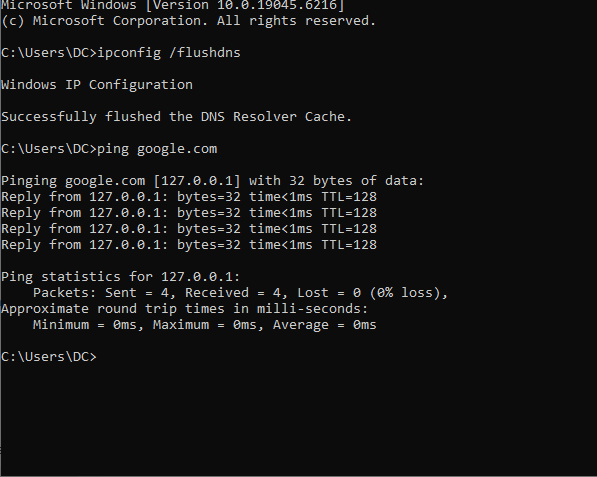 Microsoft Windows [Version 10.0.19045.6216]
(c) Microsoft Corporation. All rights reserved.
C:\Users\DC>ipconfig /flushdns
Windows IP Configuration
Successfully flushed the DNS Resolver Cache.
C:\Users\DC>ping google.com
Pinging google.com [127.0.0.1] with 32 bytes of data:
Reply from 127.0.0.1: bytes=32 time<1ms TTL=128
Reply from 127.0.0.1: bytes=32 time<1ms TTL=128
Reply from 127.0.0.1: bytes=32 time<1ms TTL=128
Reply from 127.0.0.1: bytes=32 time<1ms TTL=128
Ping statistics for 127.0.0.1:
    Packets: Sent = 4, Received = 4, Lost = 0 (0% loss),
Approximate round trip times in milli-seconds:
    Minimum = 0ms, Maximum = 0ms, Average = 0ms
C:\Users\DC>